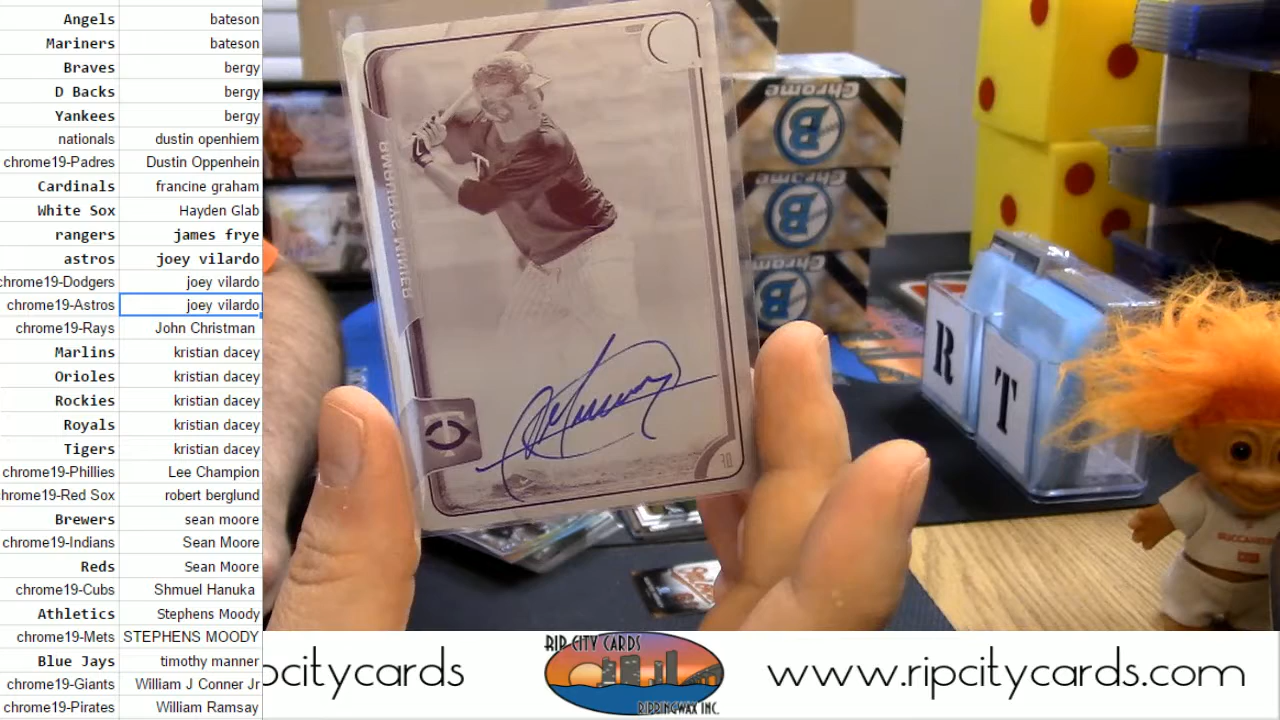 Angels bateson
Mariners bateson
Braves bergy
D Backs bergy
Yankees bergy
nationals dustin openhiem
chrome19-Padres Dustin Oppenhein
Cardinals francine graham
White Sox Hayden Glab
rangers james frye
astros joey vilardo
chrome19-Dodgers joey vilardo
chrome19-Astros joey vilardo
chrome19-Rays John Christman
Marlins kristian dacey
Orioles kristian dacey
Rockies kristian dacey
Royals kristian dacey
Tigers kristian dacey
chrome19-Phillies Lee Champion
hrome19-Red Sox robert berglund
Brewers sean moore
chrome19-Indians Sean Moore
Reds Sean Moore
chrome19-Cubs Shmuel Hanuka
Athletics Stephens Moody
chrome19-Mets STEPHENS MOODY
Blue Jays timothy manner
chrome19-Giants William J Conner Jr
chrome19-Pirates William Ramsay
Chrome
B
Chrome
B
Chrome
B
R T
TC
BUCCANEERS
pcitycards
RIP CITY CARDS
RIPPINGWAX INC.
www.ripcitycards.com